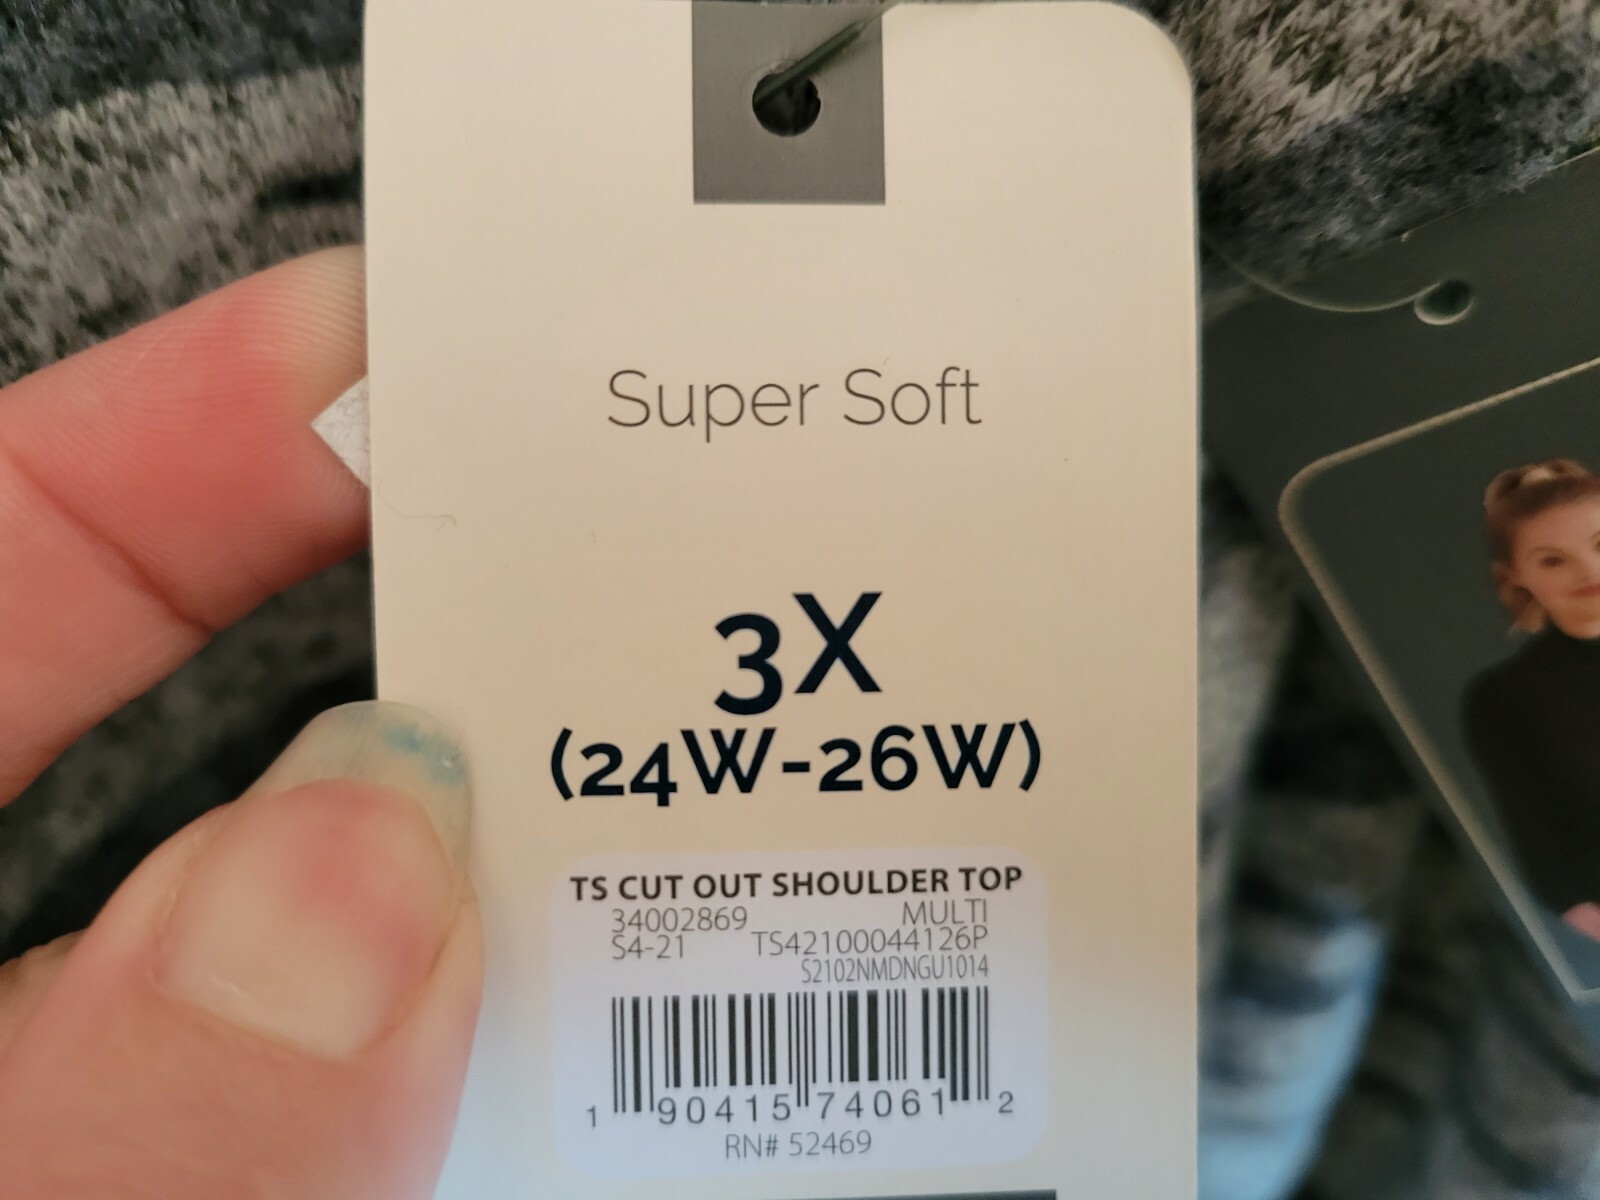 Super Soft
3X
(24W-26W)
TS CUT OUT SHOULDER TOP
34002869 MULTI
S4-21 TS42100044126P
S2102NMDNGU1014
1 90415 74061 2
RN# 52469